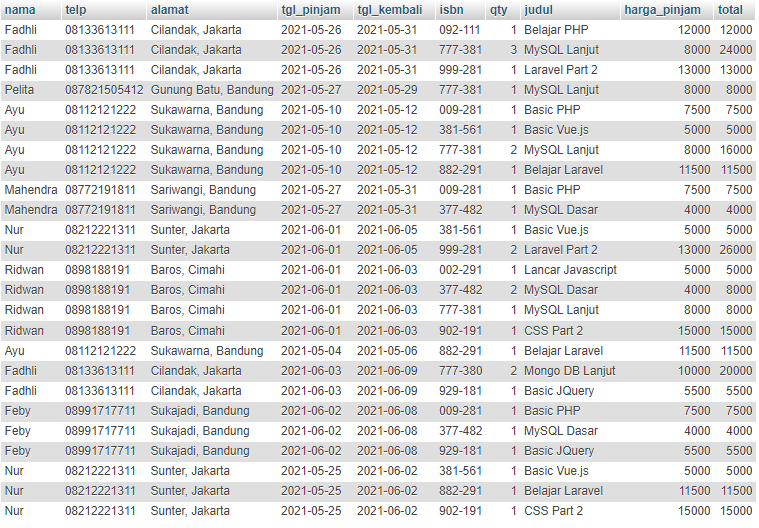 nama telp alamat tgl_pinjam tgl_kembali isbn qty judul harga_pinjam total
Fadhli 08133613111 Cilandak, Jakarta 2021-05-26 2021-05-31 092-111 1 Belajar PHP 12000 12000
Fadhli 08133613111 Cilandak, Jakarta 2021-05-26 2021-05-31 777-381 3 MySQL Lanjut 8000 24000
Fadhli 08133613111 Cilandak, Jakarta 2021-05-26 2021-05-31 999-281 1 Laravel Part 2 13000 13000
Pelita 087821505412 Gunung Batu, Bandung 2021-05-27 2021-05-29 777-381 1 MySQL Lanjut 8000 8000
Ayu 08112121222 Sukawarna, Bandung 2021-05-10 2021-05-12 009-281 1 Basic PHP 7500 7500
Ayu 08112121222 Sukawarna, Bandung 2021-05-10 2021-05-12 381-561 1 Basic Vue.js 5000 5000
Ayu 08112121222 Sukawarna, Bandung 2021-05-10 2021-05-12 777-381 2 MySQL Lanjut 8000 16000
Ayu 08112121222 Sukawarna, Bandung 2021-05-10 2021-05-12 882-291 1 Belajar Laravel 11500 11500
Mahendra 08772191811 Sariwangi, Bandung 2021-05-27 2021-05-31 009-281 1 Basic PHP 7500 7500
Mahendra 08772191811 Sariwangi, Bandung 2021-05-27 2021-05-31 377-482 1 MySQL Dasar 4000 4000
Nur 08212221311 Sunter, Jakarta 2021-06-01 2021-06-05 381-561 1 Basic Vue.js 5000 5000
Nur 08212221311 Sunter, Jakarta 2021-06-01 2021-06-05 999-281 2 Laravel Part 2 13000 26000
Ridwan 0898188191 Baros, Cimahi 2021-06-01 2021-06-03 002-291 1 Lancar Javascript 5000 5000
Ridwan 0898188191 Baros, Cimahi 2021-06-01 2021-06-03 377-482 2 MySQL Dasar 4000 8000
Ridwan 0898188191 Baros, Cimahi 2021-06-01 2021-06-03 777-381 1 MySQL Lanjut 8000 8000
Ridwan 0898188191 Baros, Cimahi 2021-06-01 2021-06-03 902-191 1 CSS Part 2 15000 15000
Ayu 08112121222 Sukawarna, Bandung 2021-05-04 2021-05-06 882-291 1 Belajar Laravel 11500 11500
Fadhli 08133613111 Cilandak, Jakarta 2021-06-03 2021-06-09 777-380 2 Mongo DB Lanjut 10000 20000
Fadhli 08133613111 Cilandak, Jakarta 2021-06-03 2021-06-09 929-181 1 Basic JQuery 5500 5500
Feby 08991717711 Sukajadi, Bandung 2021-06-02 2021-06-08 009-281 1 Basic PHP 7500 7500
Feby 08991717711 Sukajadi, Bandung 2021-06-02 2021-06-08 377-482 1 MySQL Dasar 4000 4000
Feby 08991717711 Sukajadi, Bandung 2021-06-02 2021-06-08 929-181 1 Basic JQuery 5500 5500
Nur 08212221311 Sunter, Jakarta 2021-05-25 2021-06-02 381-561 1 Basic Vue.js 5000 5000
Nur 08212221311 Sunter, Jakarta 2021-05-25 2021-06-02 882-291 1 Belajar Laravel 11500 11500
Nur 08212221311 Sunter, Jakarta 2021-05-25 2021-06-02 902-191 1 CSS Part 2 15000 15000